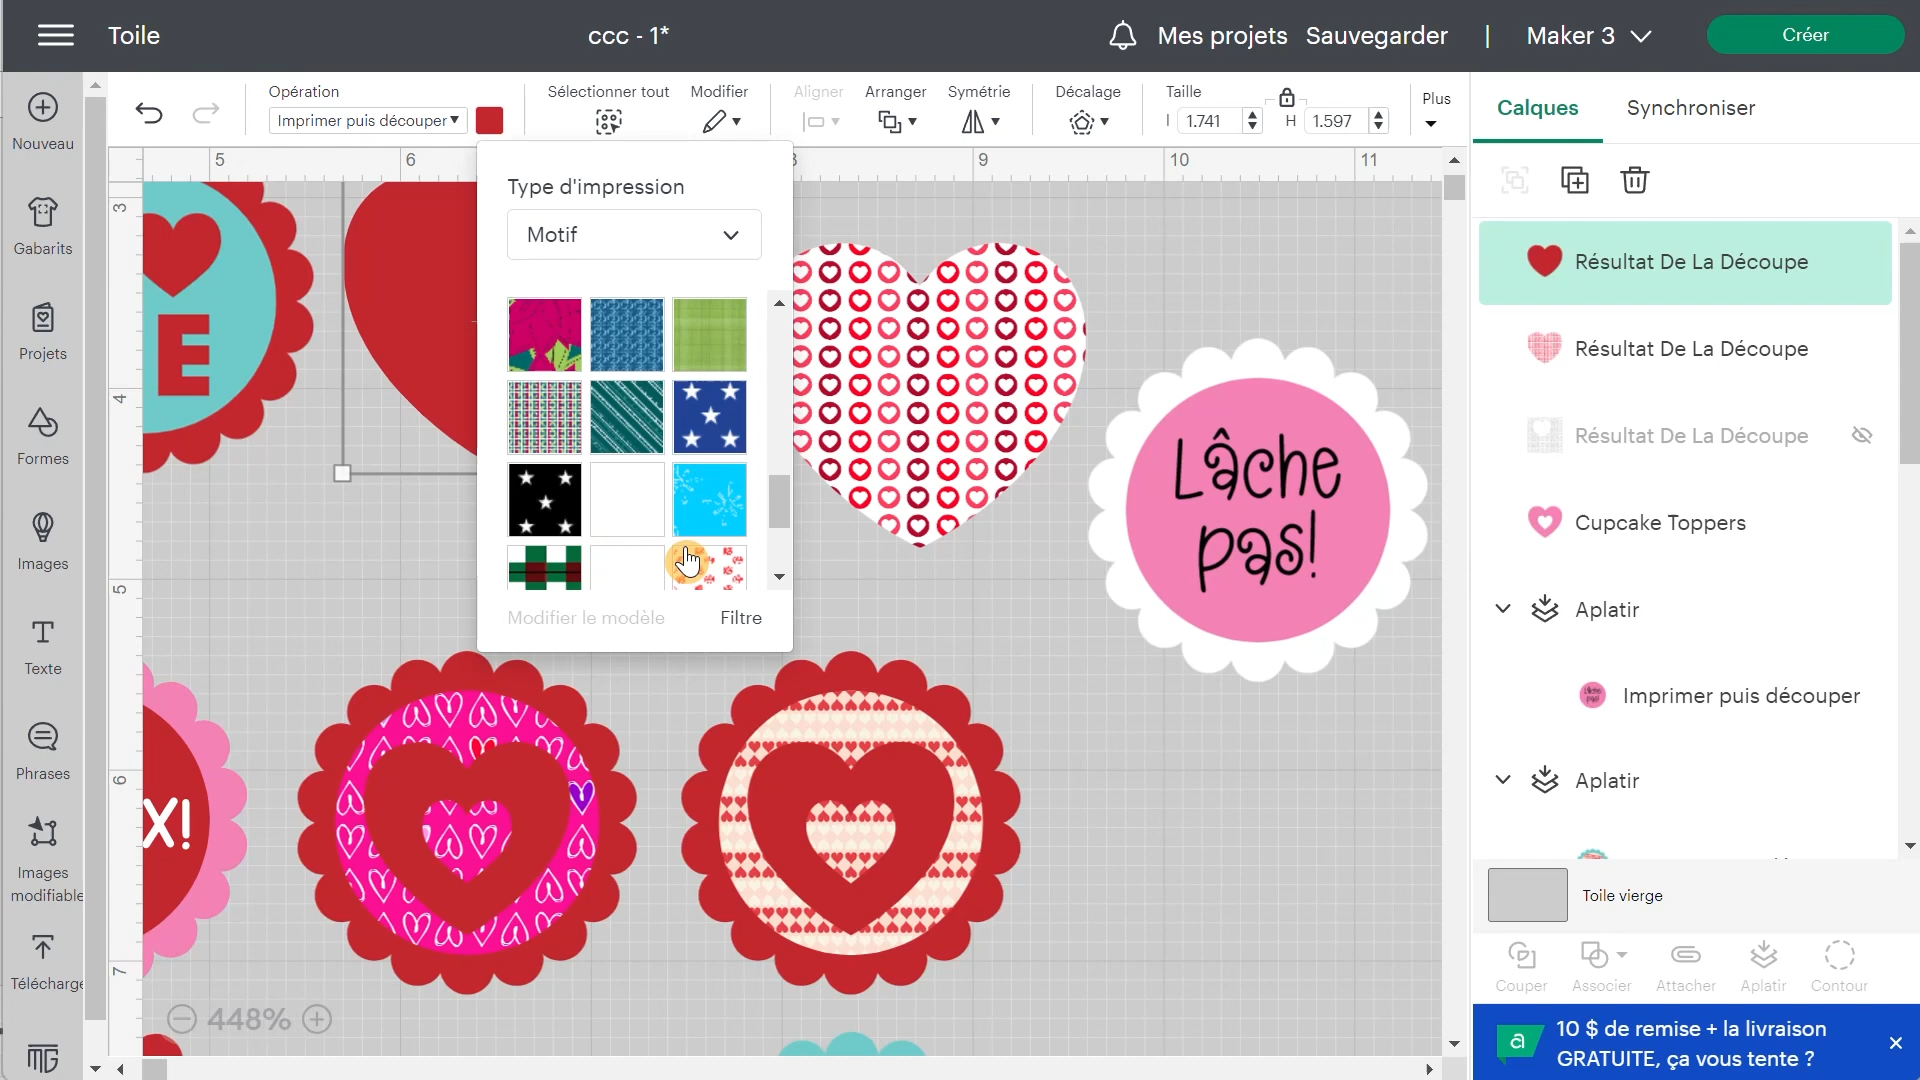 Toile
ccc - 1*
Mes projets
Sauvegarder
|
Maker 3
Créer
Nouveau
Gabarits
Projets
Formes
Images
Texte
Phrases
Images
modifiable
Télécharge
Opération
Imprimer puis découper
Sélectionner tout
Modifier
Aligner
Arranger
Symétrie
Décalage
Taille
l 1.741
H 1.597
Plus
5 6 8 9 10 11
3
4
5
6
7
Type d'impression
Motif
Modifier le modèle
Filtre
E
X!
Lâche
pas!
448%
Calques
Synchroniser
Résultat De La Découpe
Résultat De La Découpe
Résultat De La Découpe
Cupcake Toppers
Aplatir
Imprimer puis découper
Aplatir
Toile vierge
Couper
Associer
Attacher
Aplatir
Contour
a
10 $ de remise + la livraison
GRATUITE, ça vous tente ?